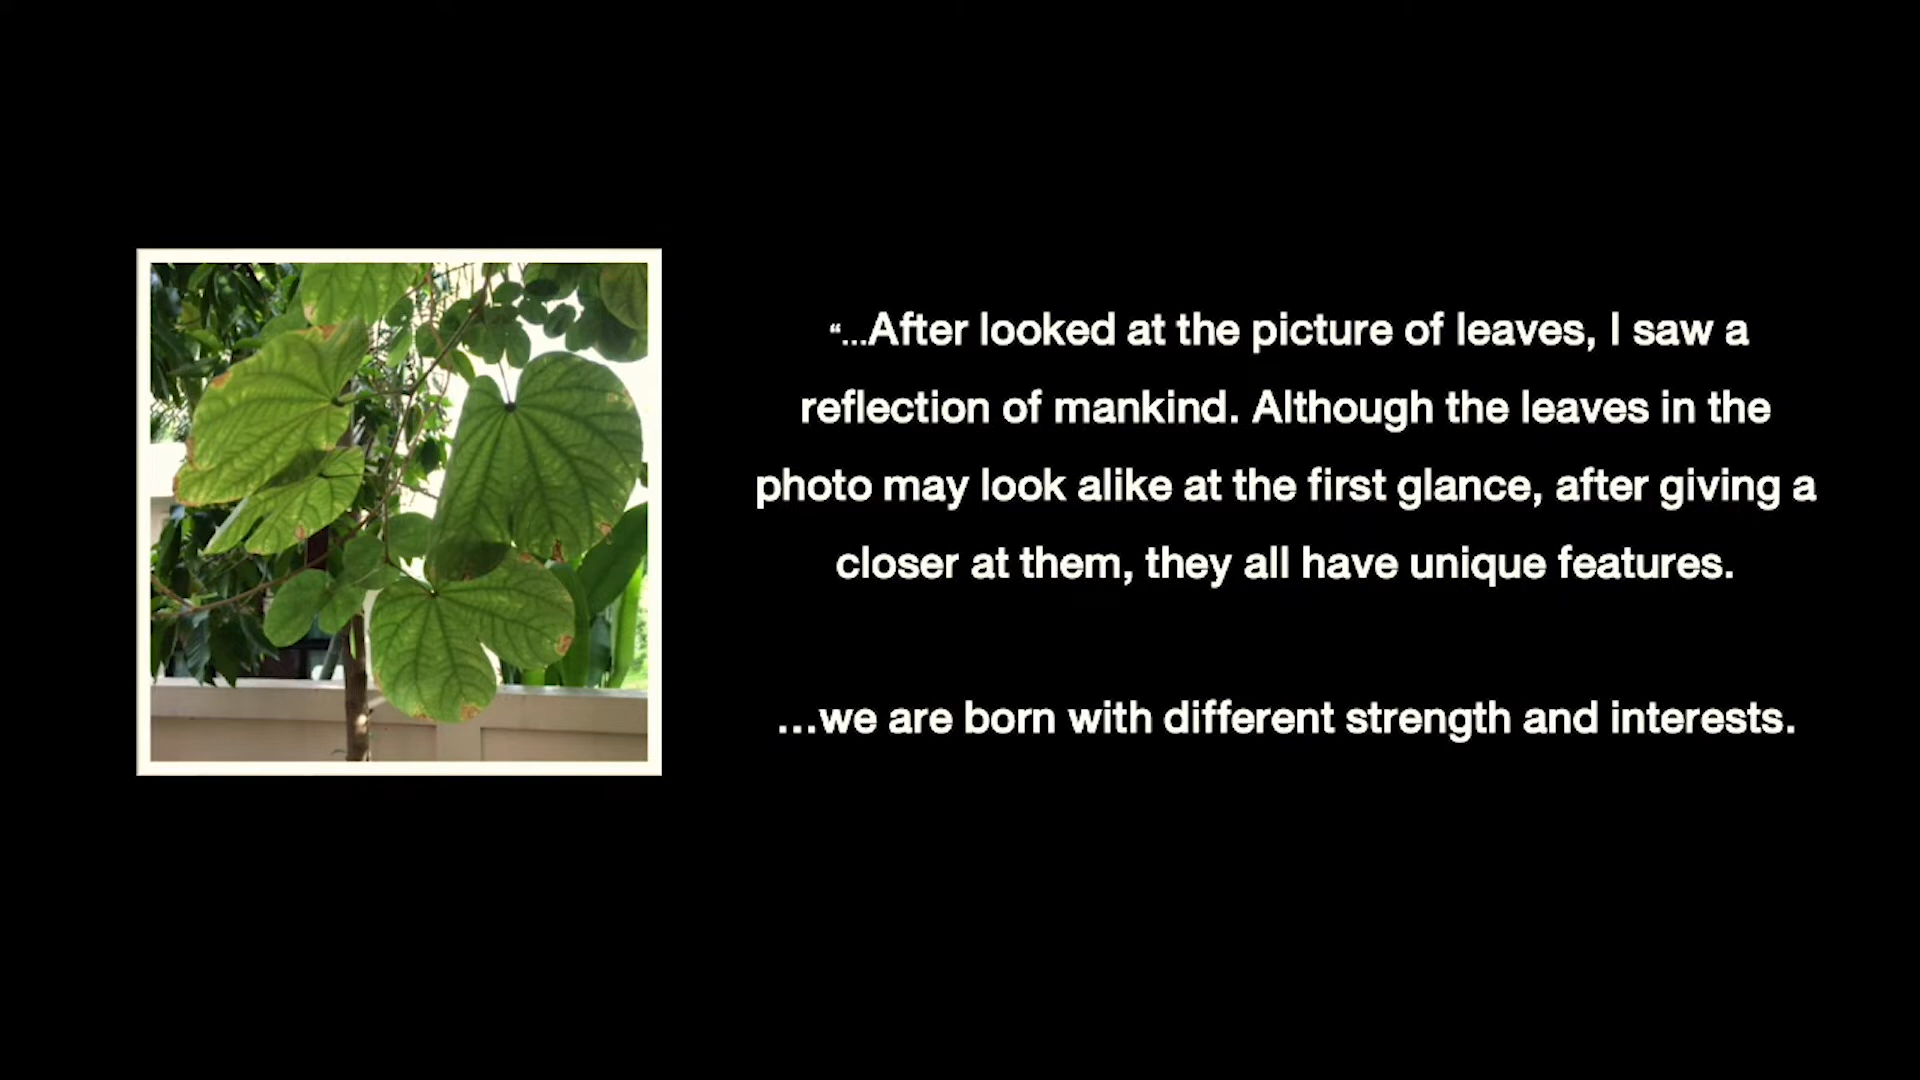 “...After looked at the picture of leaves, I saw a
reflection of mankind. Although the leaves in the
photo may look alike at the first glance, after giving a
closer at them, they all have unique features.
...we are born with different strength and interests.